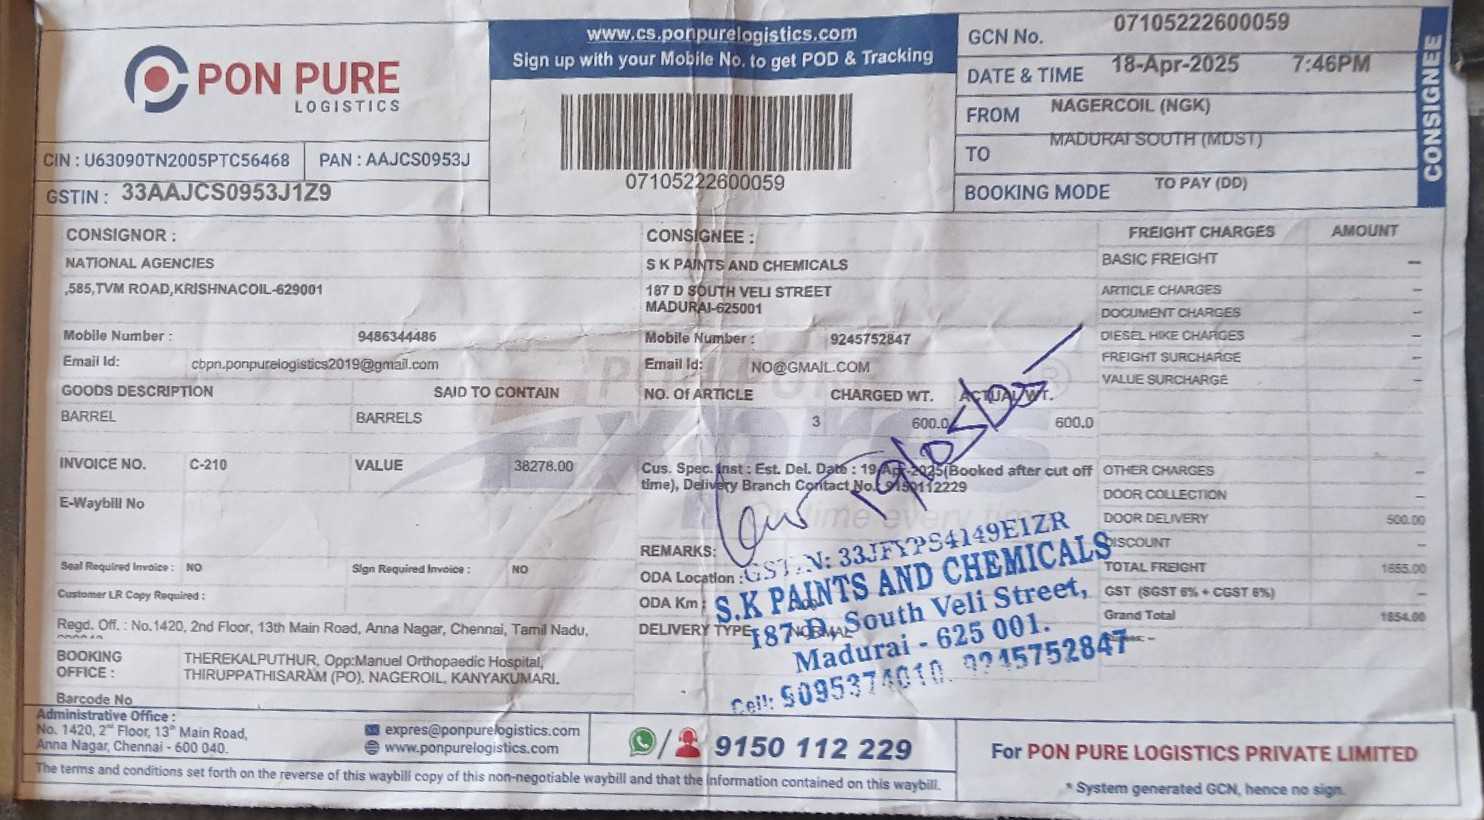 PON PURE
LOGISTICS
CIN : U63090TN2005PTC56468 PAN : AAJCS0953J
GSTIN : 33AAJCS0953J1Z9
www.cs.ponpurelogistics.com
Sign up with your Mobile No. to get POD & Tracking
07105222600059
GCN No. 07105222600059
DATE & TIME 18-Apr-2025 7:46PM
FROM NAGERCOIL (NGK)
TO MADURAI SOUTH (MDST)
BOOKING MODE TO PAY (DD)
CONSIGNEE
CONSIGNOR :
NATIONAL AGENCIES
,585,TVM ROAD,KRISHNACOIL-629001
Mobile Number : 9486344486
Email Id: cbpn.ponpurelogistics2019@gmail.com
CONSIGNEE :
S K PAINTS AND CHEMICALS
187 D SOUTH VELI STREET
MADURAI-625001
Mobile Number : 9245752847
Email Id: NO@GMAIL.COM
FREIGHT CHARGES AMOUNT
BASIC FREIGHT –
ARTICLE CHARGES –
DOCUMENT CHARGES –
DIESEL HIKE CHARGES –
FREIGHT SURCHARGE –
VALUE SURCHARGE –
GOODS DESCRIPTION SAID TO CONTAIN
BARREL BARRELS
NO. Of ARTICLE CHARGED WT. ACTUAL WT.
3 600.0 600.0
INVOICE NO. C-210 VALUE 38278.00
E-Waybill No
Cus. Spec. Inst : Est. Del. Date : 19-Apr-2025(Booked after cut off
time), Delivery Branch Contact No. 9150112229
OTHER CHARGES –
DOOR COLLECTION –
DOOR DELIVERY 500.00
DISCOUNT –
TOTAL FREIGHT
GST (SGST 6% + CGST 6%) –
Grand Total
Seal Required Invoice : NO Sign Required Invoice : NO
Customer LR Copy Required :
REMARKS:
ODA Location :
ODA Km :
DELIVERY TYPE NORMAL
GSTIN: 33JFYPS4149E1ZR
S.K PAINTS AND CHEMICALS
187-D, South Veli Street,
Madurai - 625 001.
Cell: 9095374010, 9245752847
Regd. Off. : No.1420, 2nd Floor, 13th Main Road, Anna Nagar, Chennai, Tamil Nadu,
BOOKING OFFICE : THEREKALPUTHUR, Opp:Manuel Orthopaedic Hospital,
THIRUPPATHISARAM (PO), NAGEROIL, KANYAKUMARI.
Barcode No
Administrative Office :
No. 1420, 2nd Floor, 13th Main Road,
Anna Nagar, Chennai - 600 040.
expres@ponpurelogistics.com
www.ponpurelogistics.com
9150 112 229
For PON PURE LOGISTICS PRIVATE LIMITED
* System generated GCN, hence no sign.
The terms and conditions set forth on the reverse of this waybill copy of this non-negotiable waybill and that the information contained on this waybill.